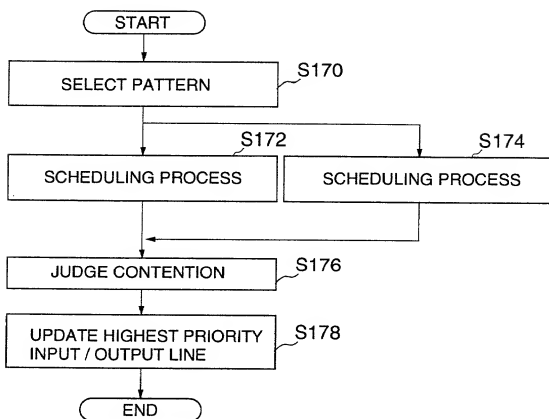 START
S170
SELECT PATTERN
S172
S174
SCHEDULING PROCESS
SCHEDULING PROCESS
S176
JUDGE CONTENTION
S178
UPDATE HIGHEST PRIORITY
INPUT / OUTPUT LINE
END